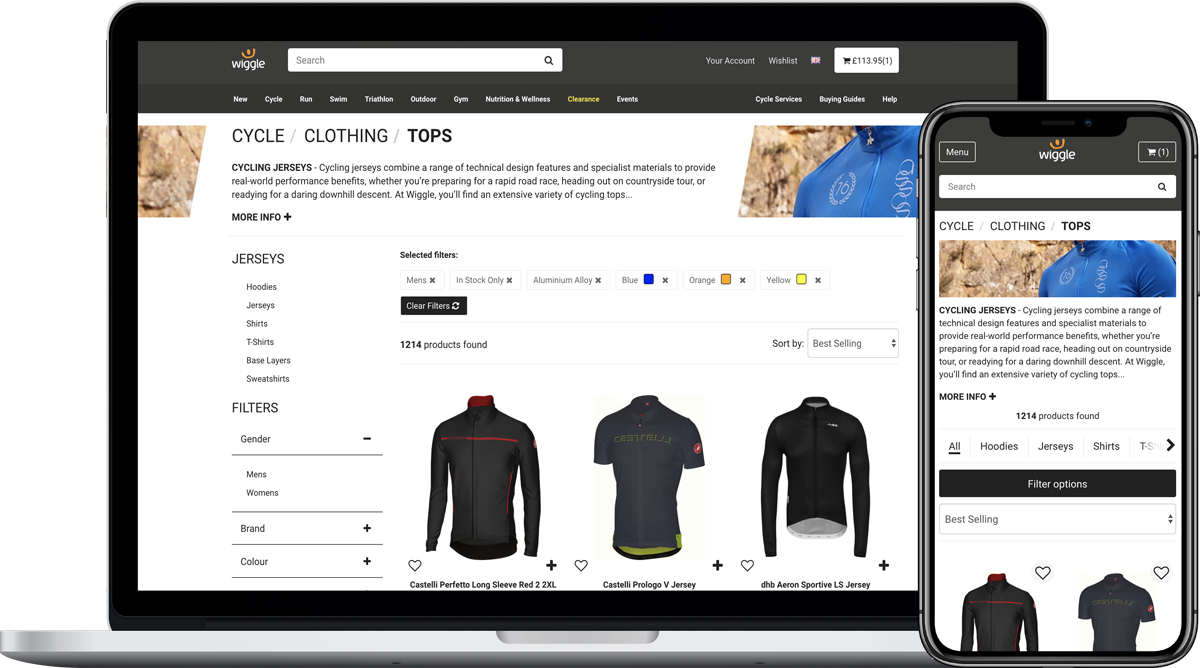 wiggle
Search
Your Account
Wishlist
£113.95(1)
New
Cycle
Run
Swim
Triathlon
Outdoor
Gym
Nutrition & Wellness
Clearance
Events
Cycle Services
Buying Guides
Help
CYCLE / CLOTHING / TOPS
CYCLING JERSEYS - Cycling jerseys combine a range of technical design features and specialist materials to provide
real-world performance benefits, whether you're preparing for a rapid road race, heading out on countryside tour, or
readying for a daring downhill descent. At Wiggle, you'll find an extensive variety of cycling tops...
MORE INFO +
70
JERSEYS
Hoodies
Jerseys
Shirts
T-Shirts
Base Layers
Sweatshirts
FILTERS
Gender
Mens
Womens
Brand
Colour
Selected filters:
Mens
In Stock Only
Aluminium Alloy
Blue
Orange
Yellow
Clear Filters
1214 products found
Sort by:
Best Selling
CASTELLI
dhb
Castelli Perfetto Long Sleeve Red 2 2XL
Castelli Prologo V Jersey
dhb Aeron Sportive LS Jersey
Menu
wiggle
(1)
Search
CYCLE / CLOTHING / TOPS
CYCLING JERSEYS - Cycling jerseys combine a range of
technical design features and specialist materials to
provide real-world performance benefits, whether you're
preparing for a rapid road race, heading out on countryside
tour, or readying for a daring downhill descent. At Wiggle,
you'll find an extensive variety of cycling tops...
MORE INFO +
1214 products found
All
Hoodies
Jerseys
Shirts
T-Sh
Filter options
Best Selling
CASTELLI